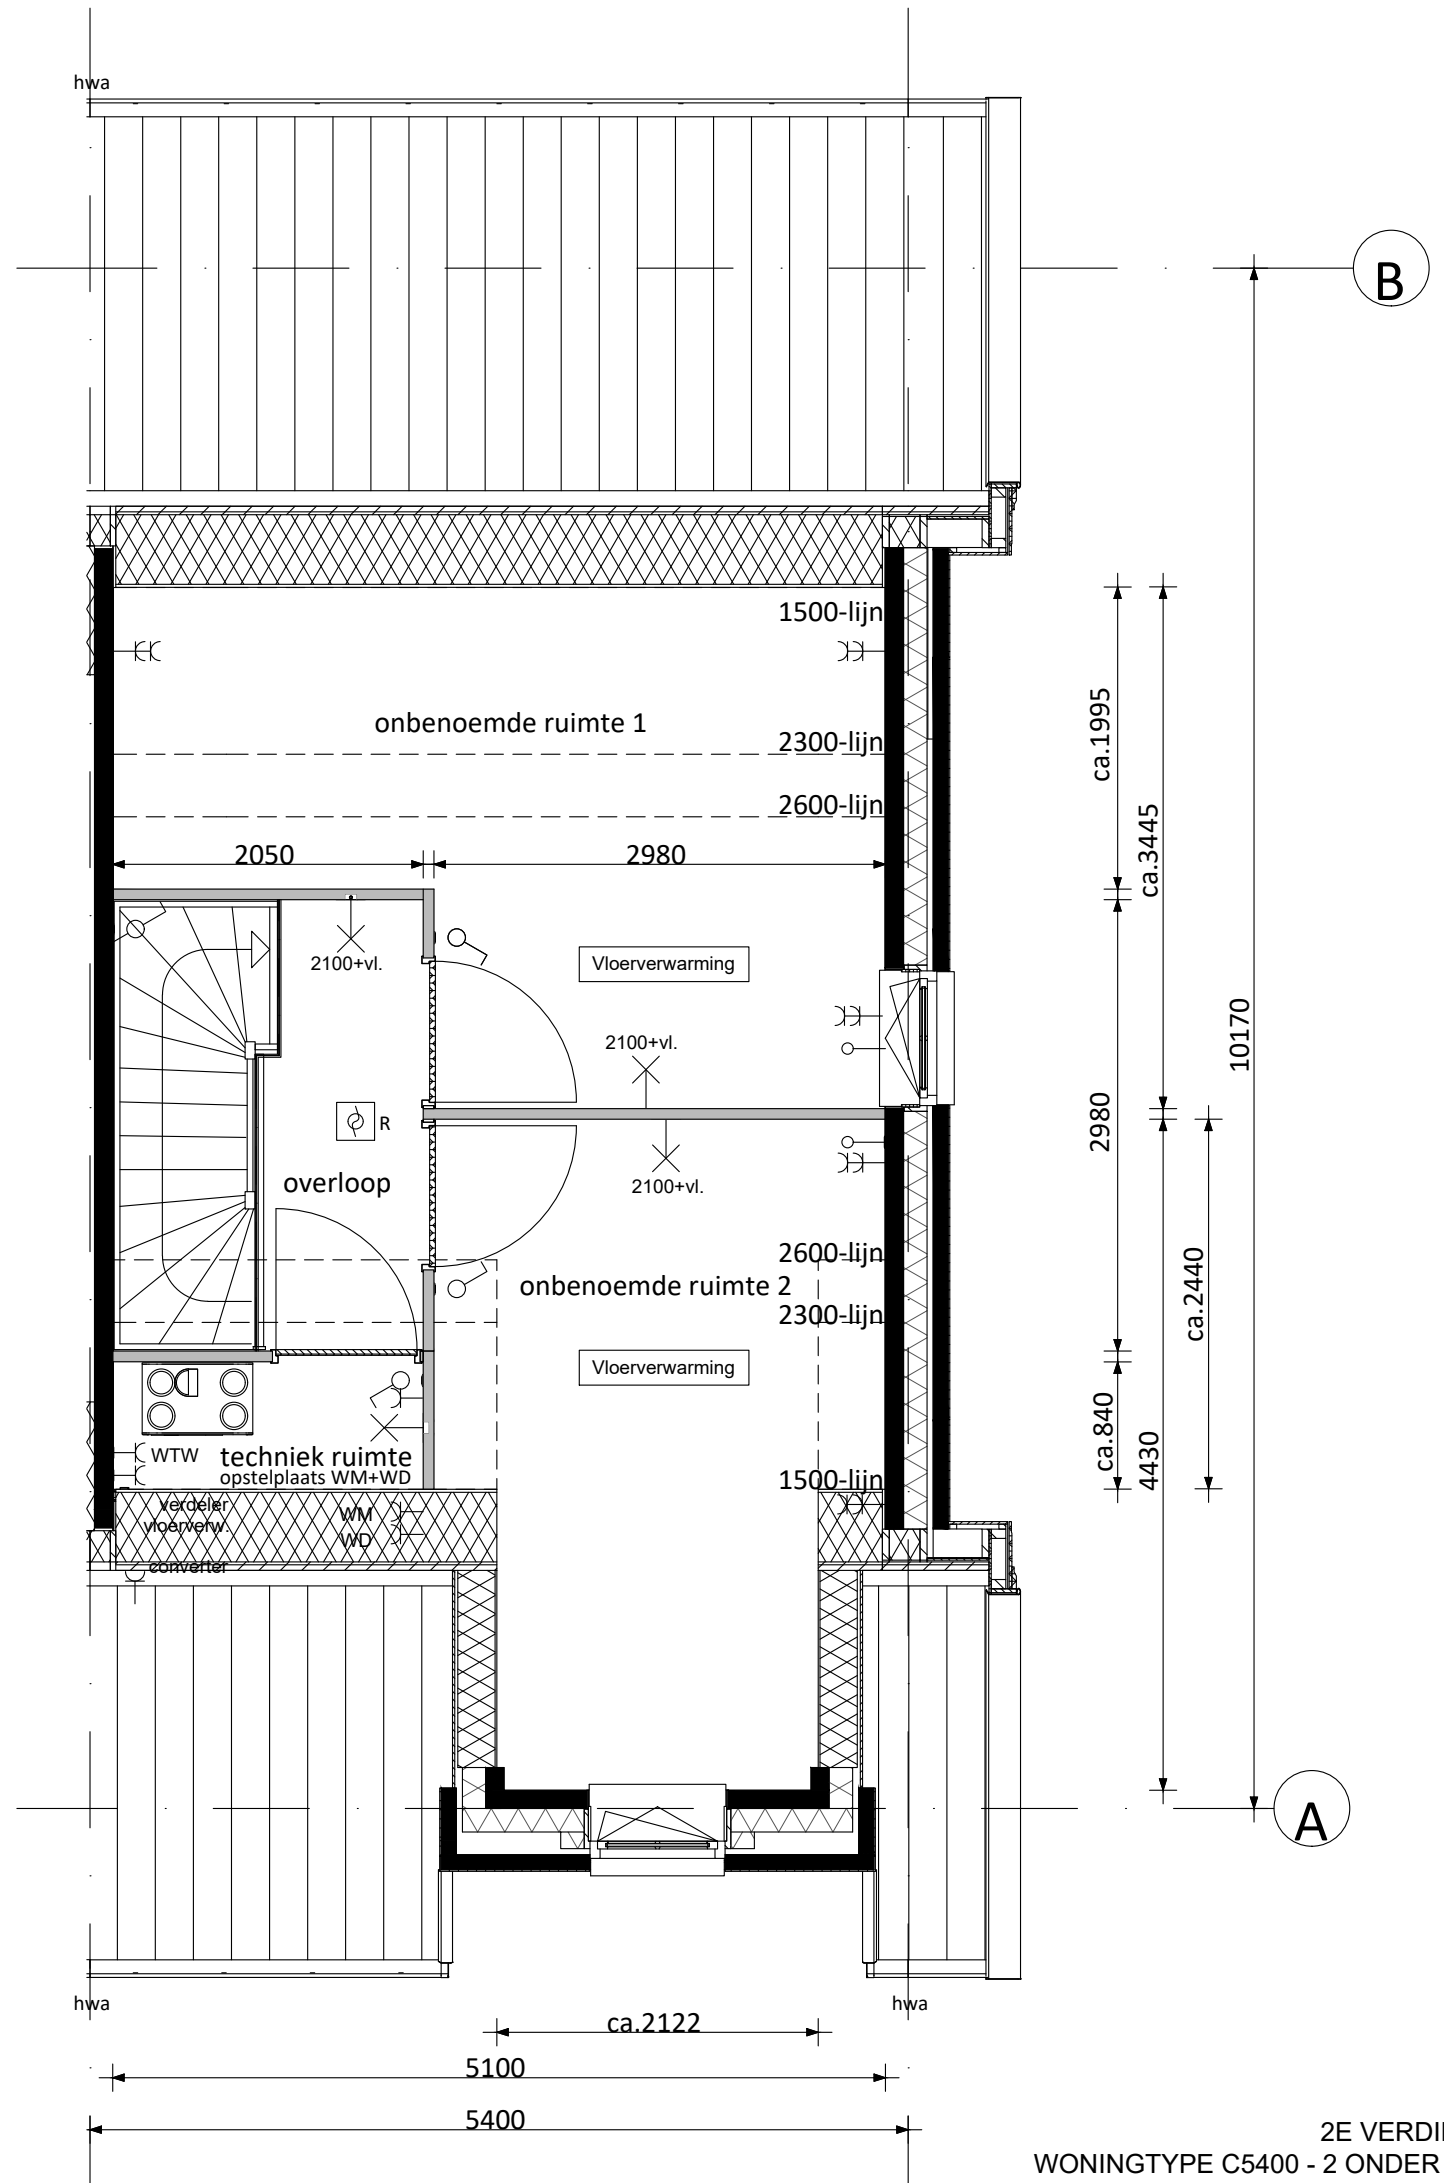 hwa
B
1500-lijn
ca.1995
onbenoemde ruimte 1
2300-lijn
2600-lijn
ca.3445
2050
2980
2100+vl.
Vloerverwarming
2100+vl.
10170
R
2980
overloop
2100+vl.
2600-lijn
onbenoemde ruimte 2
2300-lijn
ca.2440
Vloerverwarming
ca.840
4430
WTW
techniek ruimte
opstelplaats WM+WD
1500-lijn
verdeler
vloerverw.
WM
WD
converter
A
hwa
hwa
ca.2122
5100
5400
2E VERDI
WONINGTYPE C5400 - 2 ONDER